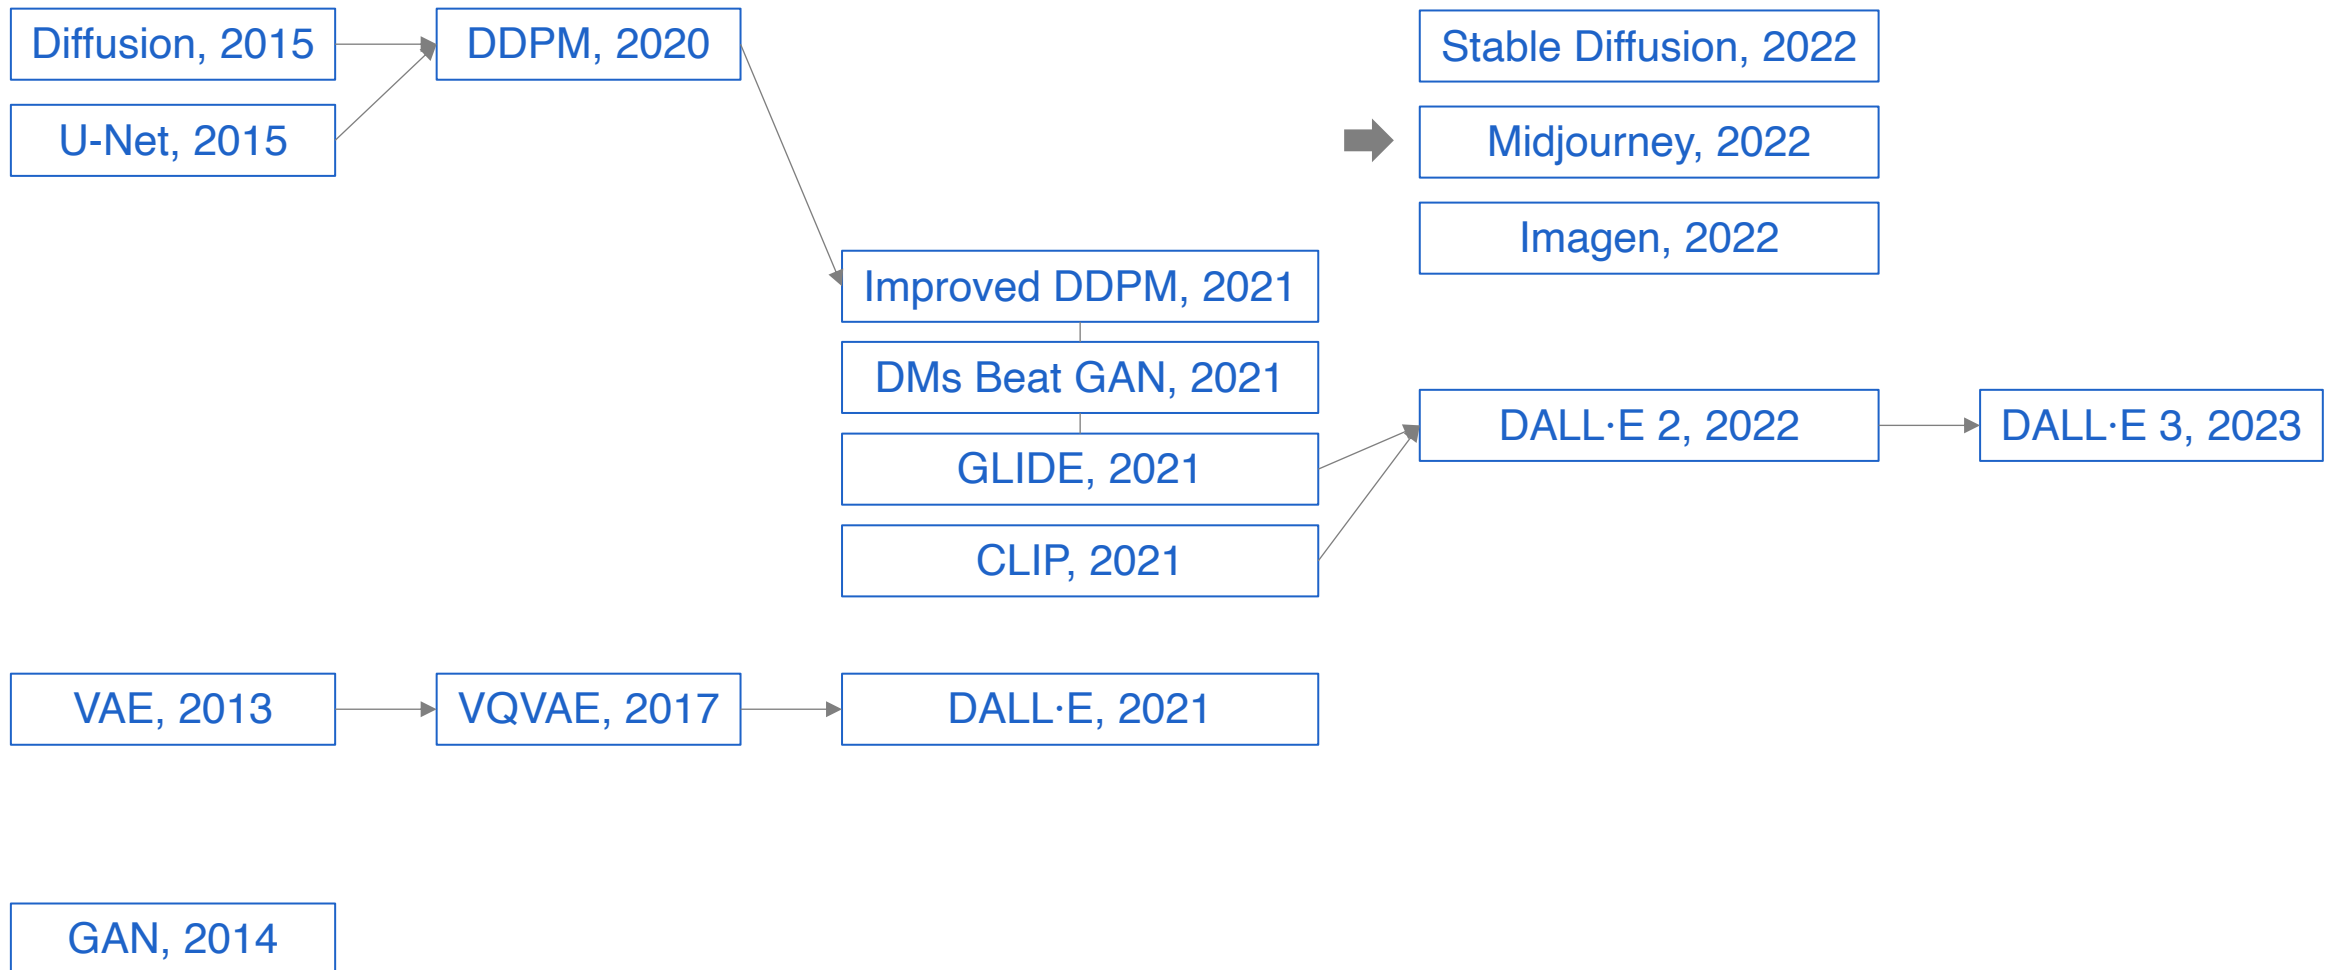 Diffusion, 2015
U-Net, 2015
DDPM, 2020
Improved DDPM, 2021
DMs Beat GAN, 2021
GLIDE, 2021
CLIP, 2021
Stable Diffusion, 2022
Midjourney, 2022
Imagen, 2022
DALL·E 2, 2022
DALL·E 3, 2023
VAE, 2013
VQVAE, 2017
DALL·E, 2021
GAN, 2014